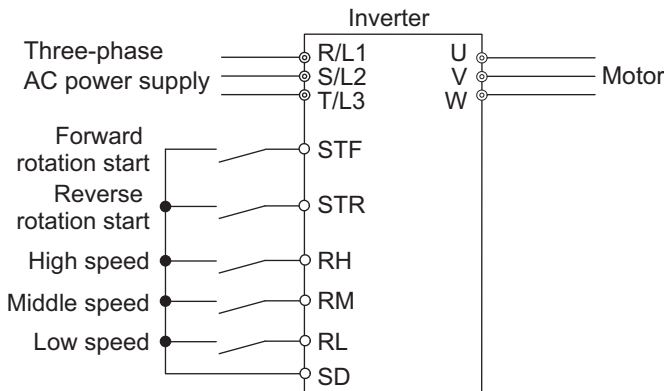 Inverter
Three-phase
AC power supply
R/L1
S/L2
T/L3
U
V
W
Motor
Forward
rotation start
STF
Reverse
rotation start
STR
High speed
RH
Middle speed
RM
Low speed
RL
SD